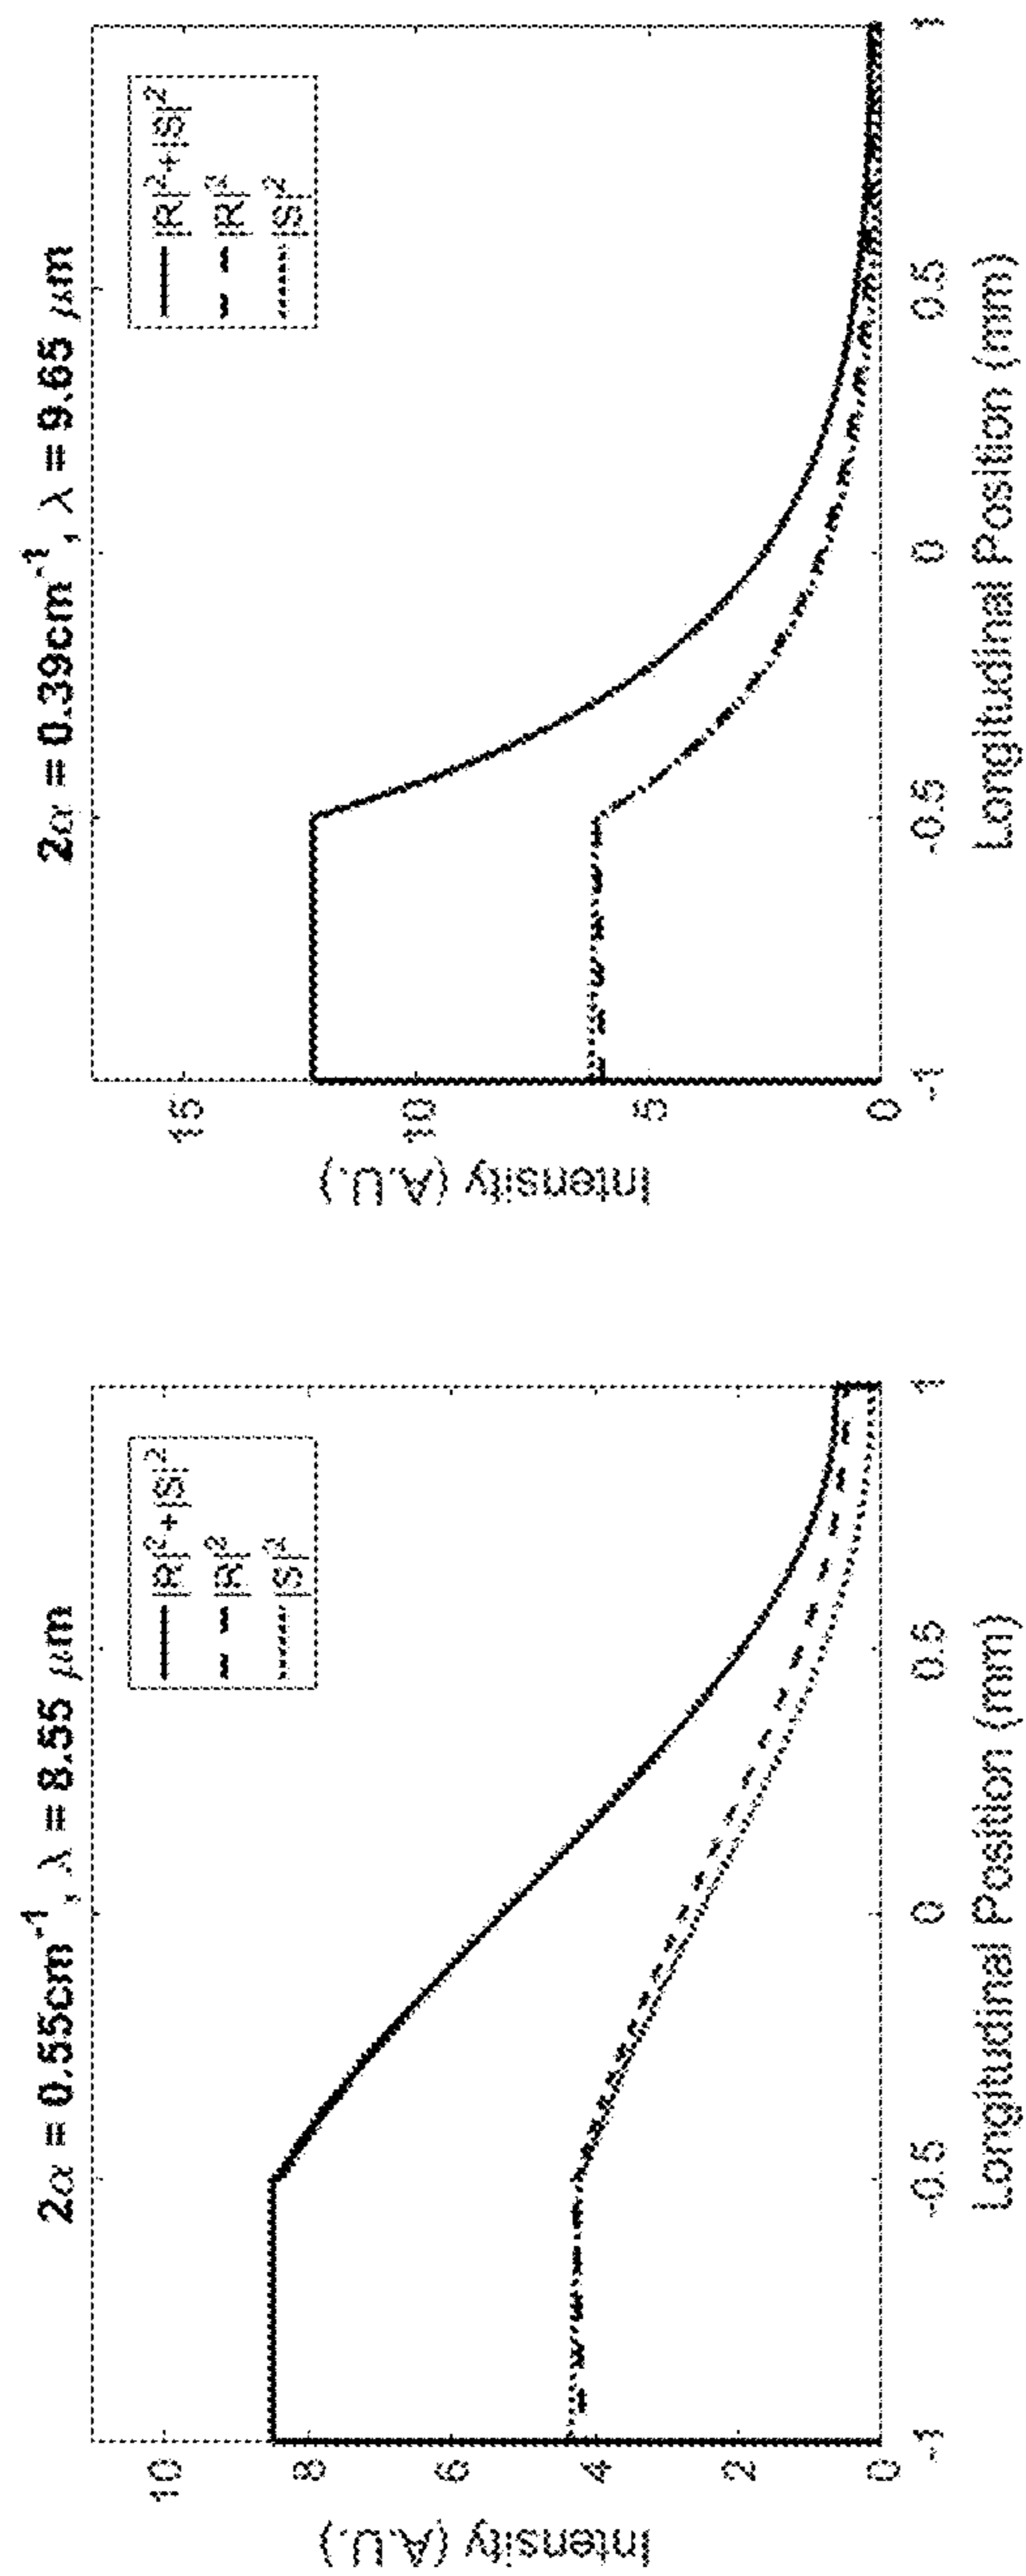 2α = 0.55cm⁻¹, λ = 8.55 μm
|R|²+|S|²
|R|²
|S|²
Intensity (A.U.)
10
8
6
4
2
0
-1
-0.5
0
0.5
1
Longitudinal Position (mm)
2α = 0.39cm⁻¹, λ = 9.65 μm
|R|²+|S|²
|R|²
|S|²
Intensity (A.U.)
15
10
5
0
-1
-0.5
0
0.5
1
Longitudinal Position (mm)